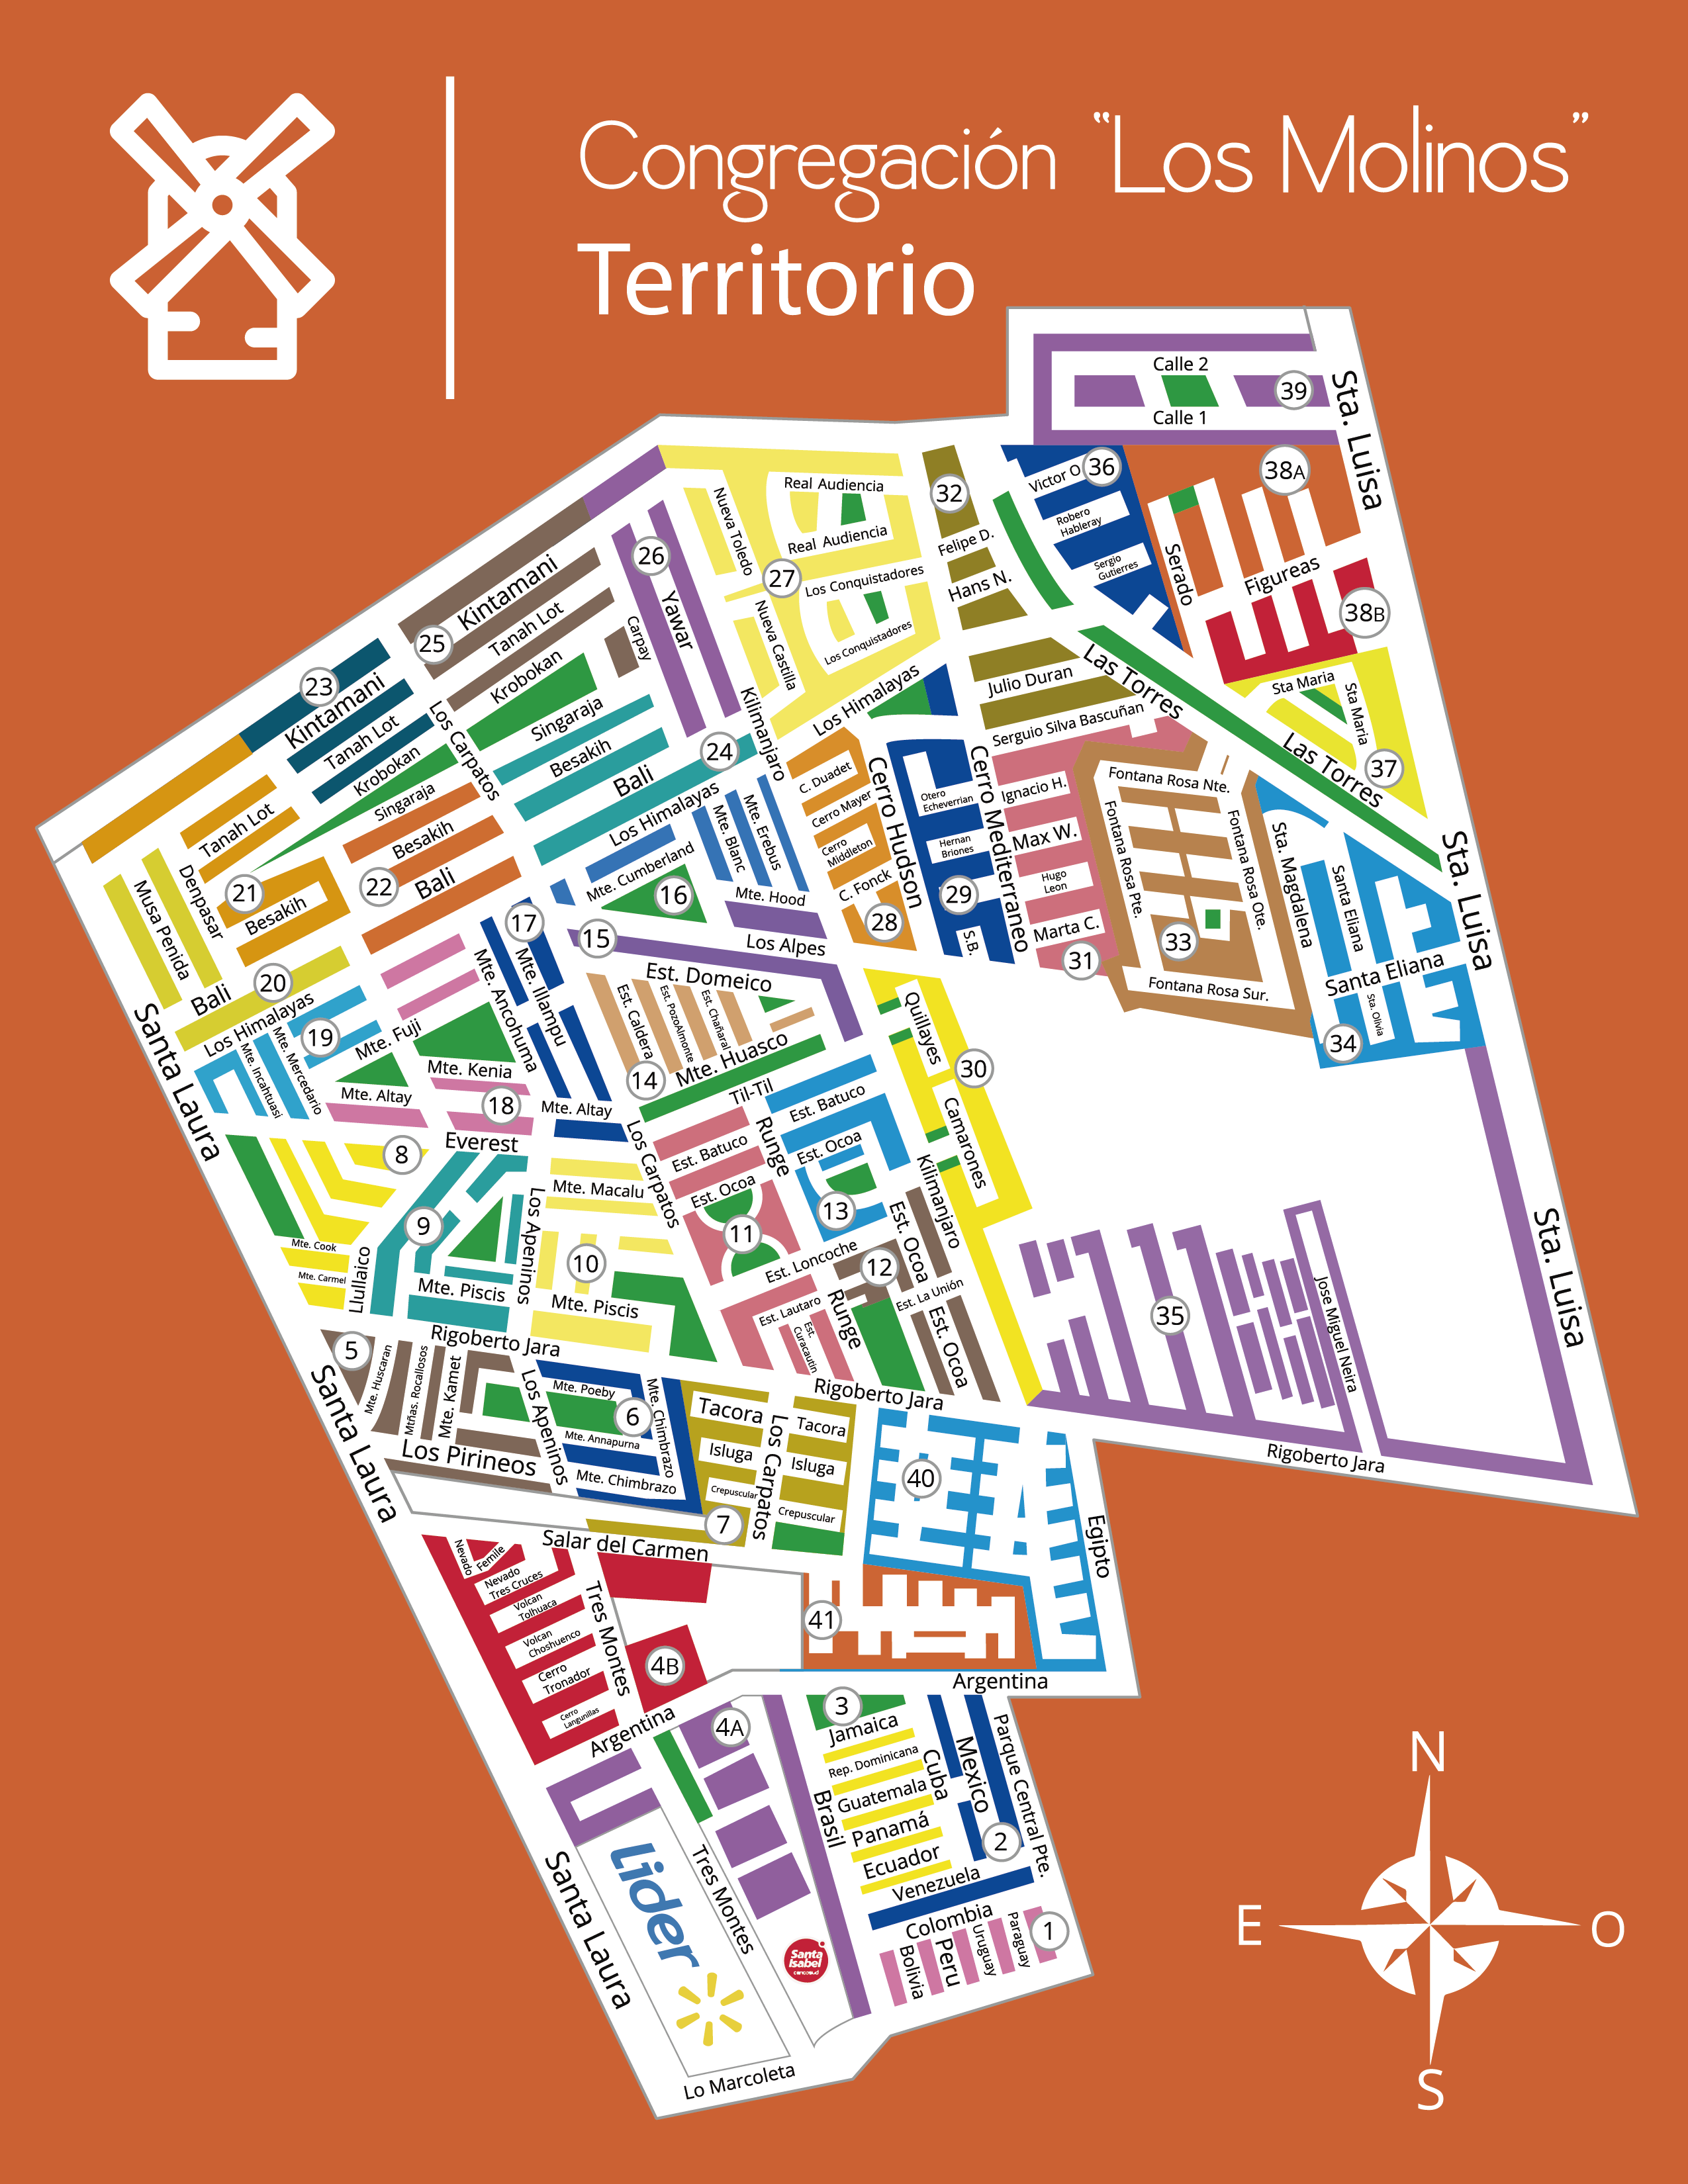 Congregación "Los Molinos"
Territorio
Calle 2
39
Calle 1
Sta. Luisa
Real Audiencia
Real Audiencia
Nueva Toledo
27
Los Conquistadores
Los Conquistadores
Nueva Castilla
32
Felipe D.
Hans N.
Victor O
36
Robero
Hableray
Sergio
Gutierres
38A
Serado
Figureas
38B
26
Yawar
Kintamani
25
Tanah Lot
Carpay
Krobokan
23
Kintamani
Tanah Lot
Krobokan
Los Carpatos
Singaraja
Besakih
24
Bali
Kilimanjaro
Los Himalayas
Julio Duran
Las Torres
Serguio Silva Bascuñan
Sta Maria
Sta Maria
Las Torres
37
Singaraja
Tanah Lot
Denpasar
21
Besakih
22
Besakih
Bali
Musa Penida
Los Himalayas
Mte. Cumberland
Mte. Blanc
Mte. Erebus
16
Mte. Hood
C. Duadet
Cerro Mayer
Cerro
Middleton
C. Fonck
28
Cerro Hudson
Otero
Echeverrian
Hernan
Briones
29
S.B.
Cerro Mediterraneo
Ignacio H.
Max W.
Hugo
Leon
Marta C.
31
Fontana Rosa Nte.
Fontana Rosa Pte.
Fontana Rosa Ote.
33
Fontana Rosa Sur.
Sta. Magdalena
Santa Eliana
Santa Eliana
Sta. Olivia
34
Sta. Luisa
20
Bali
Los Himalayas
19
Santa Laura
Mte. Incahtuasi
Mte. Mercedario
Mte. Fuji
Mte. Kenia
Mte. Altay
18
17
Mte. Ancolhuma
Mte. Illampu
Mte. Altay
15
Los Alpes
Est. Domeico
Est. Caldera
Est. PozoAlmonte
Est. Chañaral
14
Mte. Huasco
Til-Til
Quillayes
30
Camarones
Everest
8
9
Mte. Cook
Mte. Carmel
Llullaico
Los Apeninos
Mte. Piscis
Mte. Macalu
10
Mte. Piscis
Los Carpatos
Est. Batuco
Est. Ocoa
11
Runge
Est. Batuco
Est. Ocoa
13
Est. Loncoche
12
Est. Ocoa
Kilimanjaro
Est. La Unión
Est. Lautaro
Est.
Curacautin
Runge
Est. Ocoa
35
Jose Miguel Neira
Sta. Luisa
Rigoberto Jara
Rigoberto Jara
Rigoberto Jara
5
Santa Laura
Mte. Huscaran
Mtñas. Rocallosos
Mte. Kamet
Los Pirineos
Los Apeninos
Mte. Poeby
6
Mte. Annapurna
Mte. Chimbrazo
Mte. Chimbrazo
Tacora
Isluga
Crepuscular
7
Los Carpatos
Tacora
Isluga
Crepuscular
40
Egipto
Salar del Carmen
Nevado
Femile
Nevado
Tres Cruces
Volcan
Tolhuaca
Volcan
Choshuenco
Cerro
Tronador
Cerro
Langunillas
Tres Montes
4B
41
Argentina
Argentina
4A
3
Jamaica
Rep. Dominicana
Guatemala
Panamá
Ecuador
Venezuela
Colombia
Brasil
Cuba
Mexico
2
Parque Central Pte.
1
Bolivia
Peru
Uruguay
Paraguay
Lider
Tres Montes
Santa
Isabel
cencosud
Santa Laura
Lo Marcoleta
N
E
O
S